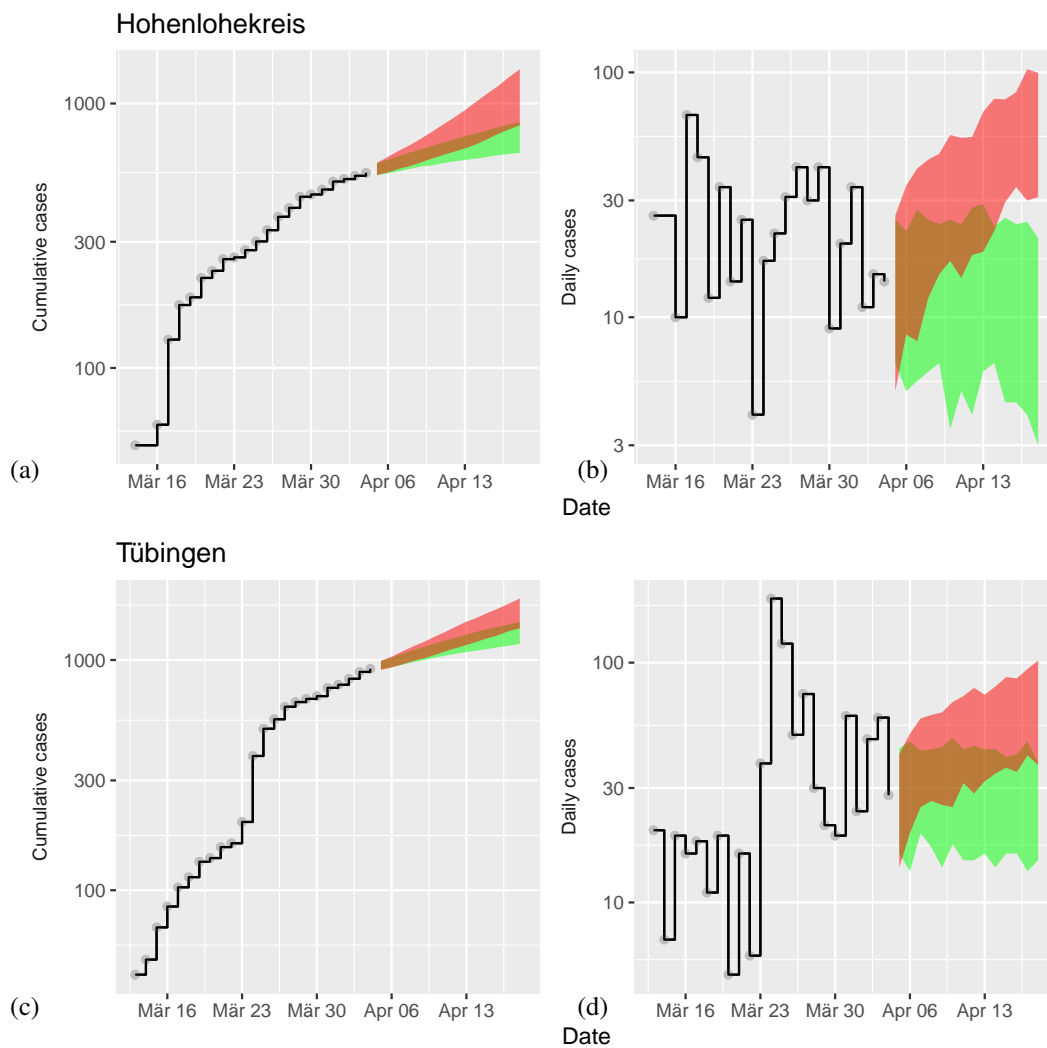 Hohenlohekreis
Cumulative cases
1000
300
100
(a)
Mär 16 Mär 23 Mär 30 Apr 06 Apr 13
Daily cases
100
30
10
3
(b)
Mär 16 Mär 23 Mär 30 Apr 06 Apr 13
Date
Tübingen
Cumulative cases
1000
300
100
(c)
Mär 16 Mär 23 Mär 30 Apr 06 Apr 13
Daily cases
100
30
10
(d)
Mär 16 Mär 23 Mär 30 Apr 06 Apr 13
Date